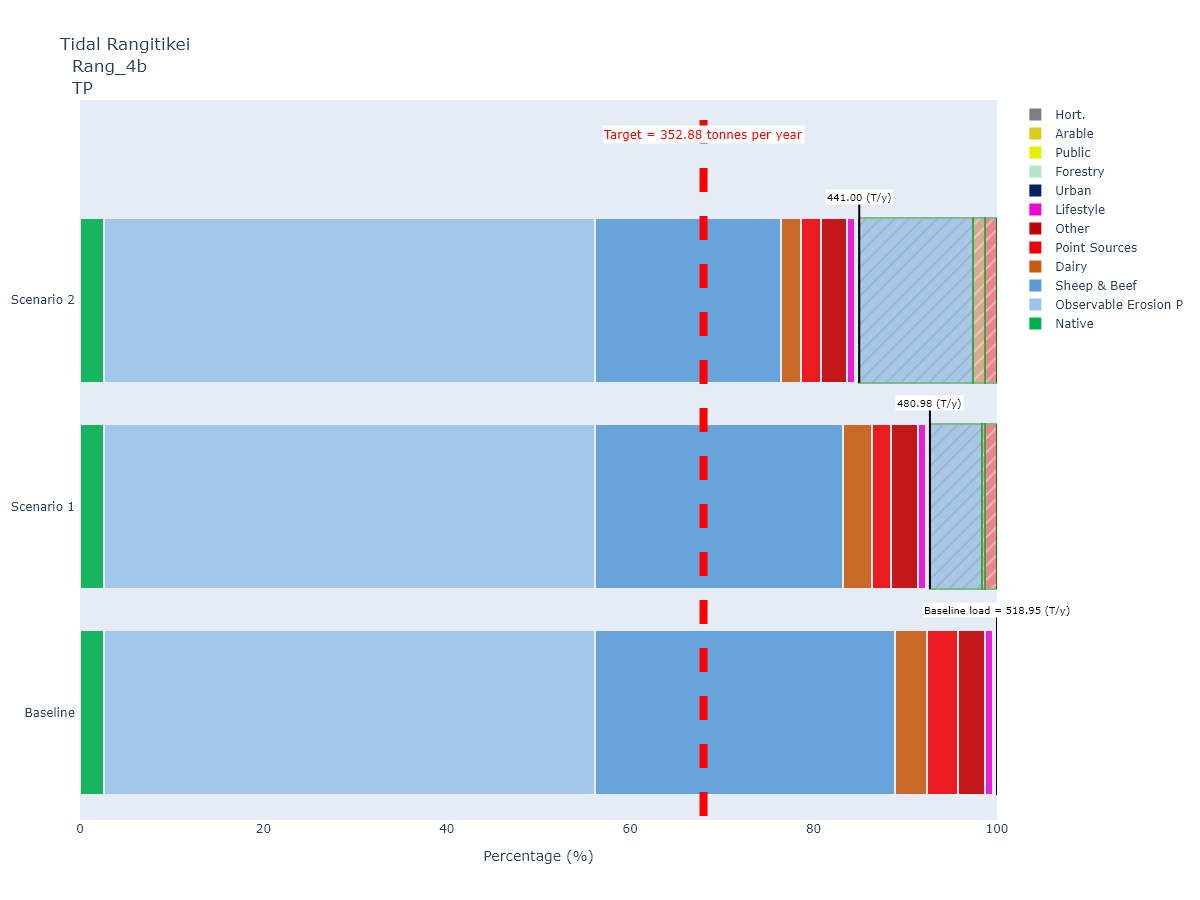 Tidal Rangitikei
Rang_4b
TP
Target = 352.88 tonnes per year
441.00 (T/y)
Scenario 2
480.98 (T/y)
Scenario 1
Baseline load = 518.95 (T/y)
Baseline
0 20 40 60 80 100
Percentage (%)
Hort.
Arable
Public
Forestry
Urban
Lifestyle
Other
Point Sources
Dairy
Sheep & Beef
Observable Erosion P
Native